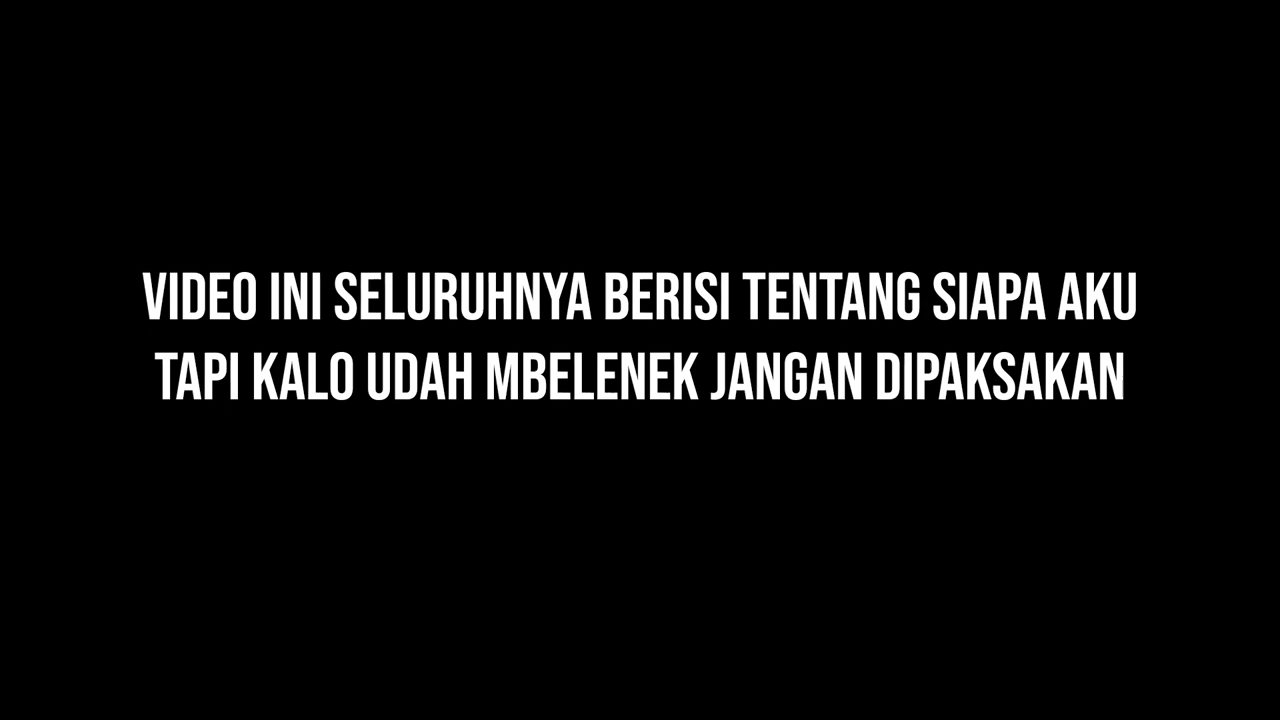 VIDEO INI SELURUHNYA BERISI TENTANG SIAPA AKU
TAPI KALO UDAH MBELENEK JANGAN DIPAKSAKAN